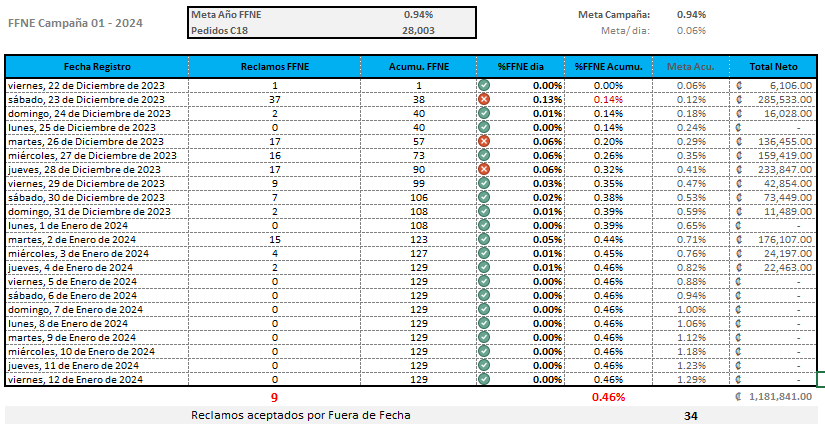 FFNE Campaña 01 - 2024
Meta Año FFNE 0.94%
Pedidos C18 28,003
Meta Campaña: 0.94%
Meta/ dia: 0.06%
Fecha Registro Reclamos FFNE Acumu. FFNE %FFNE dia %FFNE Acumu. Meta Acu. Total Neto
viernes, 22 de Diciembre de 2023 1 1 0.00% 0.00% 0.06% ₡ 6,106.00
sábado, 23 de Diciembre de 2023 37 38 0.13% 0.14% 0.12% ₡ 285,533.00
domingo, 24 de Diciembre de 2023 2 40 0.01% 0.14% 0.18% ₡ 16,028.00
lunes, 25 de Diciembre de 2023 0 40 0.00% 0.14% 0.24% ₡ -
martes, 26 de Diciembre de 2023 17 57 0.06% 0.20% 0.29% ₡ 136,455.00
miércoles, 27 de Diciembre de 2023 16 73 0.06% 0.26% 0.35% ₡ 159,419.00
jueves, 28 de Diciembre de 2023 17 90 0.06% 0.32% 0.41% ₡ 233,847.00
viernes, 29 de Diciembre de 2023 9 99 0.03% 0.35% 0.47% ₡ 42,854.00
sábado, 30 de Diciembre de 2023 7 106 0.02% 0.38% 0.53% ₡ 73,449.00
domingo, 31 de Diciembre de 2023 2 108 0.01% 0.39% 0.59% ₡ 11,489.00
lunes, 1 de Enero de 2024 0 108 0.00% 0.39% 0.65% ₡ -
martes, 2 de Enero de 2024 15 123 0.05% 0.44% 0.71% ₡ 176,107.00
miércoles, 3 de Enero de 2024 4 127 0.01% 0.45% 0.76% ₡ 24,197.00
jueves, 4 de Enero de 2024 2 129 0.01% 0.46% 0.82% ₡ 22,463.00
viernes, 5 de Enero de 2024 0 129 0.00% 0.46% 0.88% ₡ -
sábado, 6 de Enero de 2024 0 129 0.00% 0.46% 0.94% ₡ -
domingo, 7 de Enero de 2024 0 129 0.00% 0.46% 1.00% ₡ -
lunes, 8 de Enero de 2024 0 129 0.00% 0.46% 1.06% ₡ -
martes, 9 de Enero de 2024 0 129 0.00% 0.46% 1.12% ₡ -
miércoles, 10 de Enero de 2024 0 129 0.00% 0.46% 1.18% ₡ -
jueves, 11 de Enero de 2024 0 129 0.00% 0.46% 1.23% ₡ -
viernes, 12 de Enero de 2024 0 129 0.00% 0.46% 1.29% ₡ -
9 0.46% ₡ 1,181,841.00
Reclamos aceptados por Fuera de Fecha 34